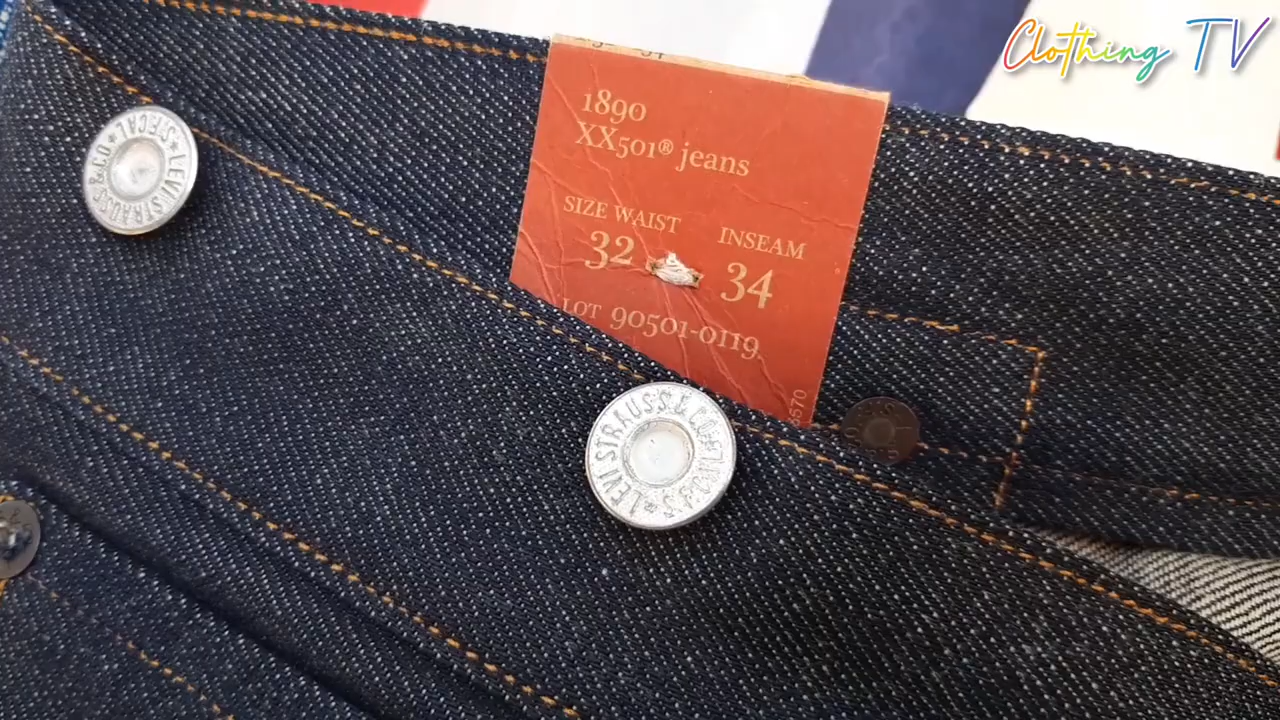 Clothing TV
1890
XX501® jeans
SIZE WAIST
32
INSEAM
34
LOT 90501-0119
LEVI STRAUSS & CO
LEVI STRAUSS & CO